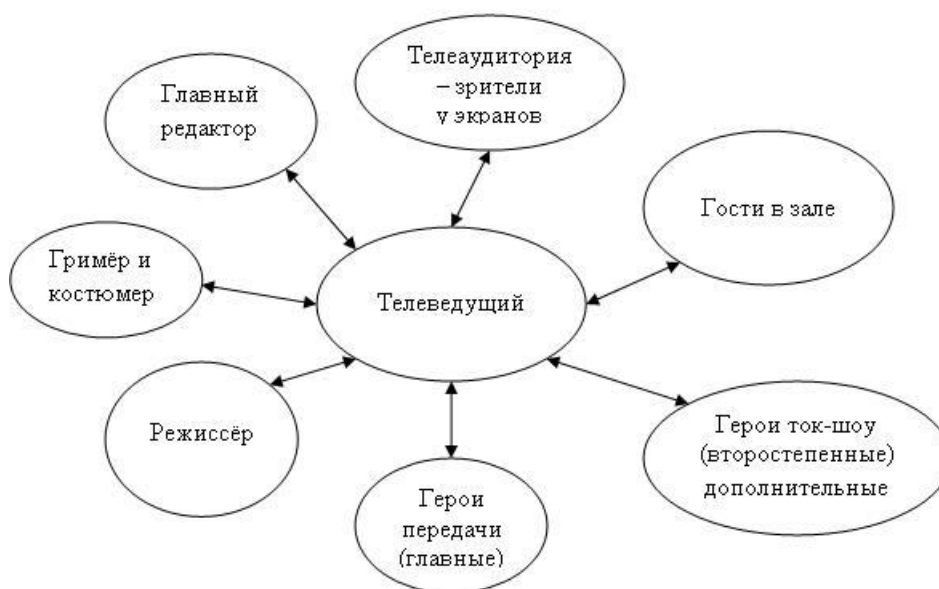 Телеаудитория
– зрители
у экранов
Главный
редактор
Гости в зале
Гримёр и
костюмер
Телеведущий
Режиссёр
Герои ток-шоу
(второстепенные)
дополнительные
Герои
передачи
(главные)